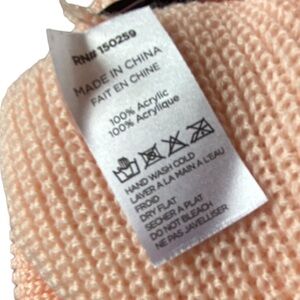 RN# 150259
MADE IN CHINA
FAIT EN CHINE
100% Acrylic
100% Acrylique
HAND WASH COLD
LAVER A LA MAIN A L'EAU
FROID
DRY FLAT
SECHER A PLAT
DO NOT BLEACH
NE PAS JAVELLISER